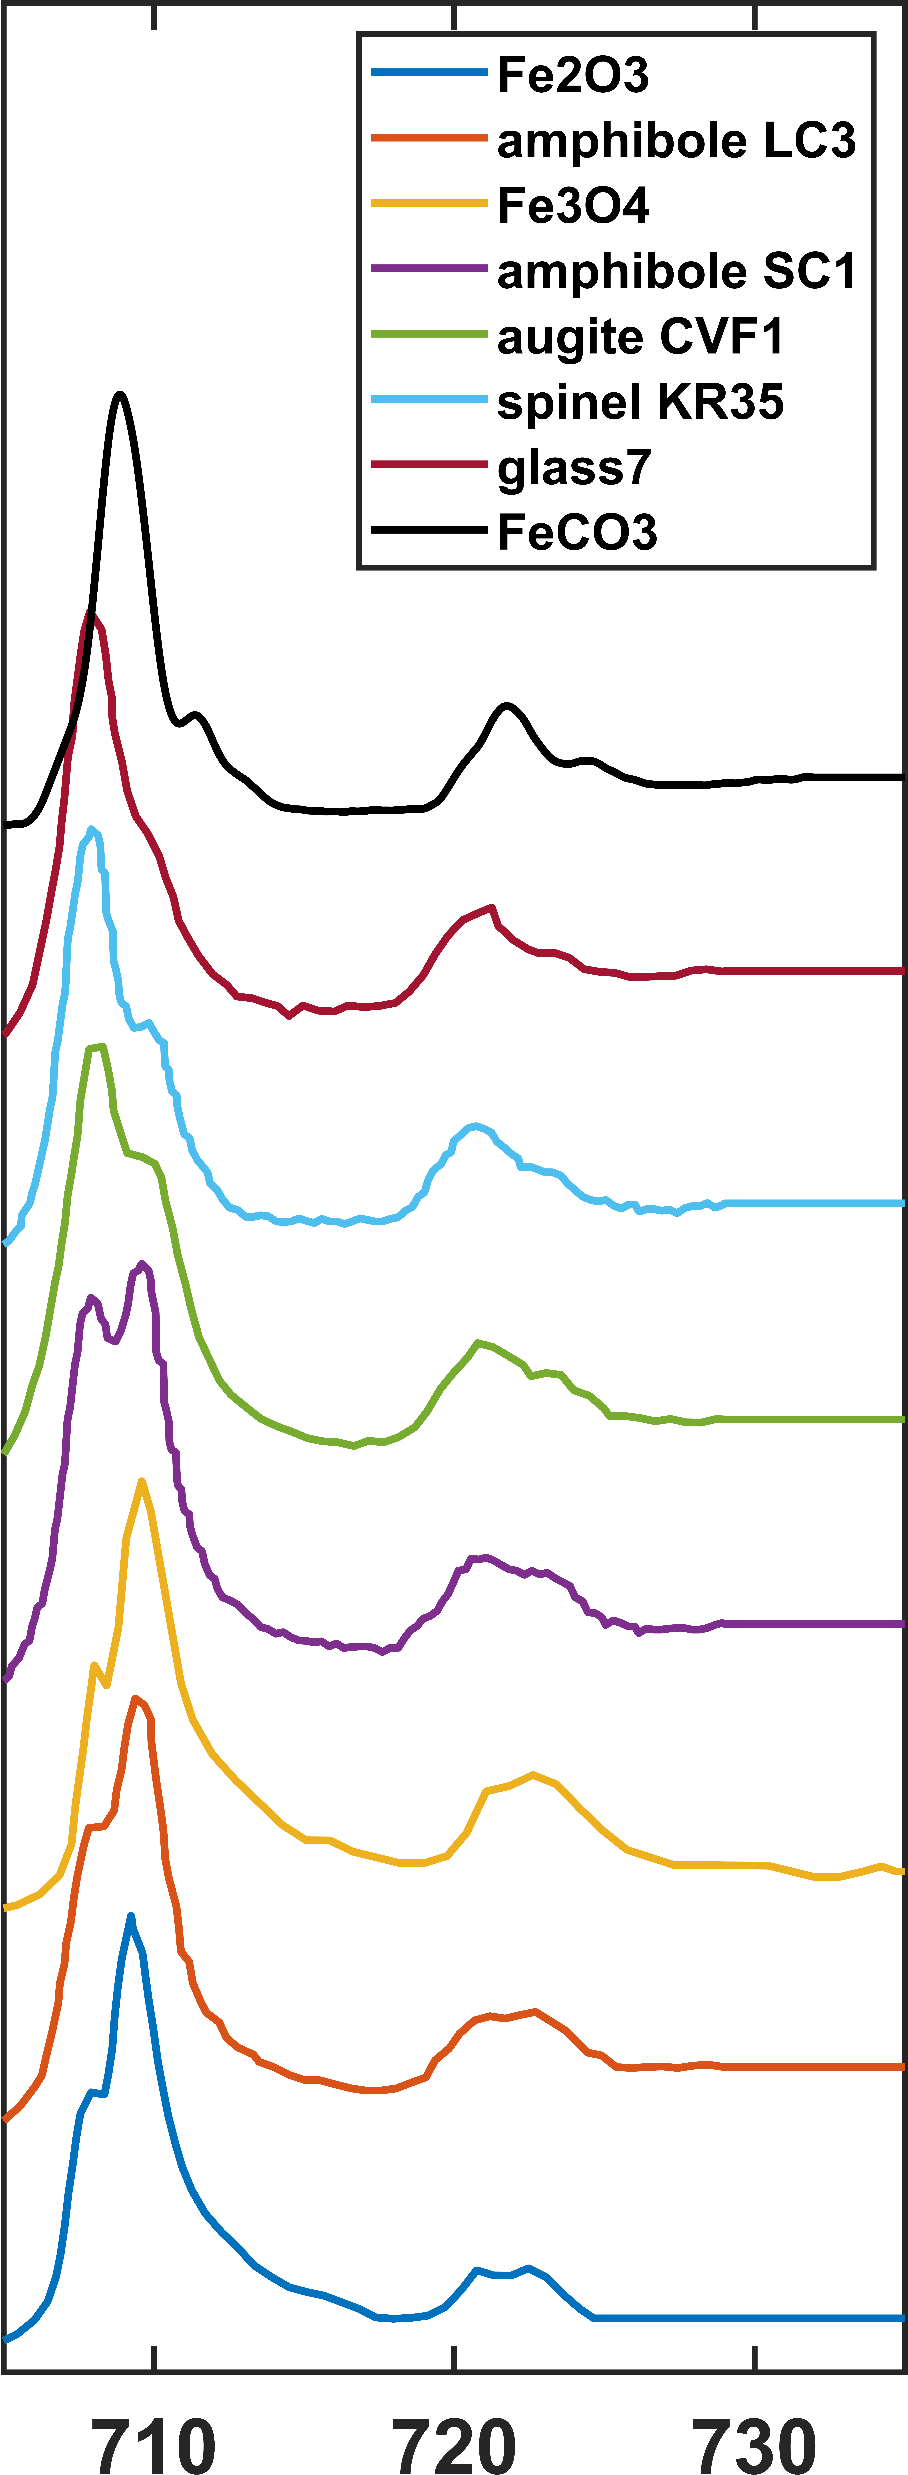 Fe2O3
amphibole LC3
Fe3O4
amphibole SC1
augite CVF1
spinel KR35
glass7
FeCO3
710 720 730